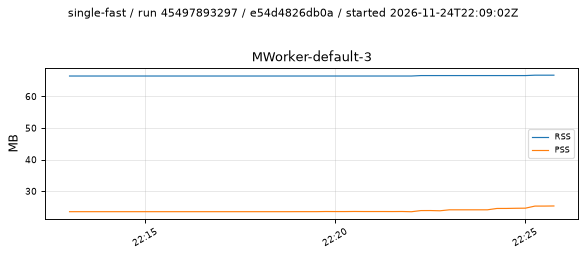 single-fast / run 45497893297 / e54d4826db0a / started 2026-11-24T22:09:02Z
MWorker-default-3
MB
60
50
40
30
RSS
PSS
22:15
22:20
22:25